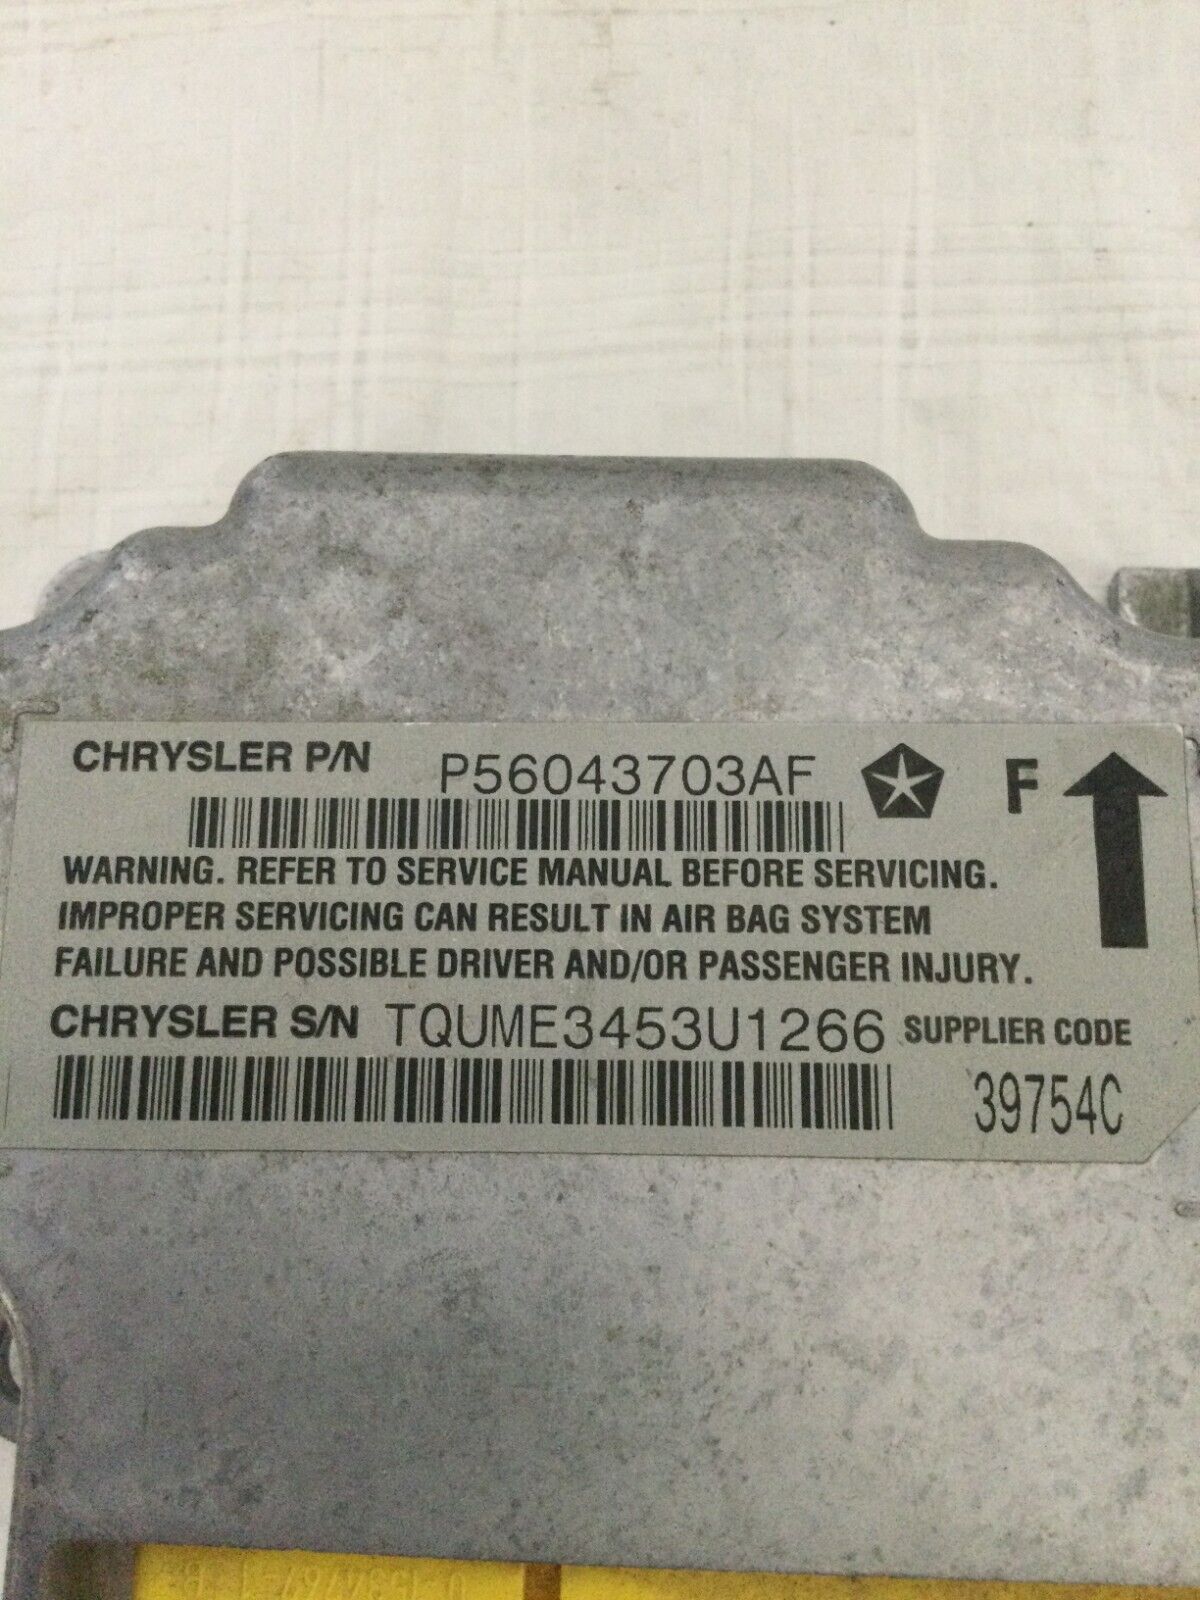 CHRYSLER P/N P56043703AF F
WARNING. REFER TO SERVICE MANUAL BEFORE SERVICING.
IMPROPER SERVICING CAN RESULT IN AIR BAG SYSTEM
FAILURE AND POSSIBLE DRIVER AND/OR PASSENGER INJURY.
CHRYSLER S/N TQUME3453U1266 SUPPLIER CODE
39754C